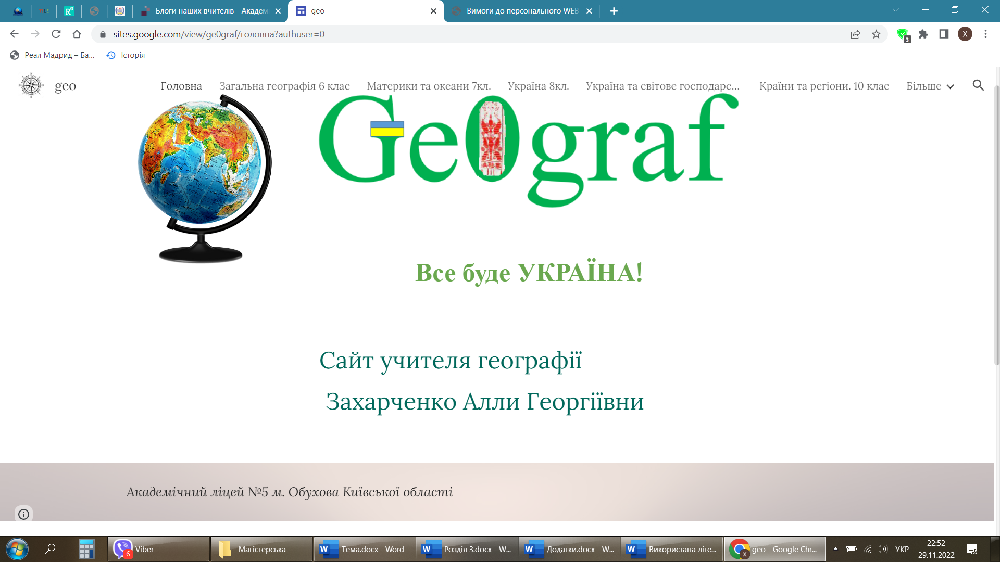 Блоги наших вчителів - Академі
geo
Вимоги до персонального WEB
sites.google.com/view/ge0graf/головна?authuser=0
3
X
Реал Мадрид – Ба...
Історія
geo
Головна
Загальна географія 6 клас
Материки та океани 7кл.
Україна 8кл.
Україна та світове господарс...
Країни та регіони. 10 клас
Більше
Ge0graf
Все буде УКРАЇНА!
Сайт учителя географії
Захарченко Алли Георгіївни
Академічний ліцей №5 м. Обухова Київської області
6
Viber
Магістерська
Тема.docx - Word
Розділ 3.docx - W...
Додатки.docx - W...
Використана літе...
geo - Google Chr...
УКР
22:52
29.11.2022